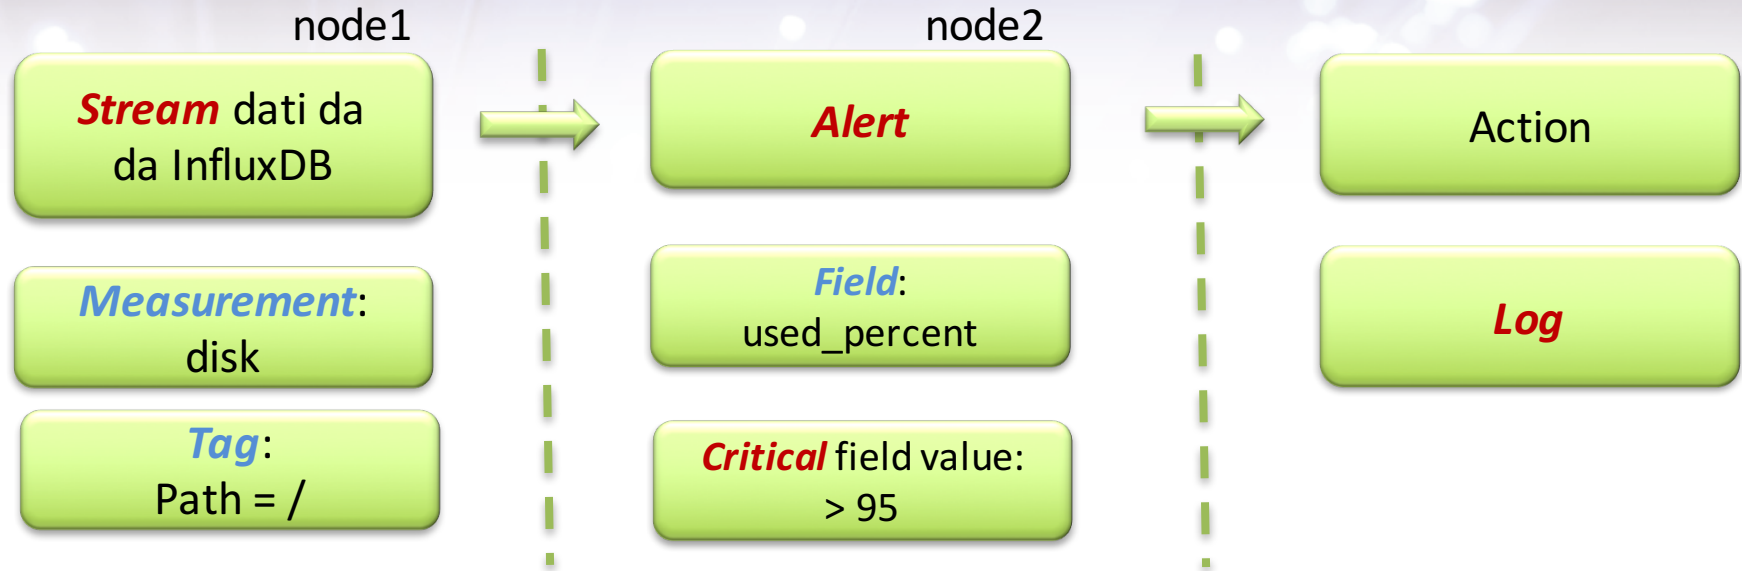 node1
Stream dati da
da InfluxDB
Measurement:
disk
Tag:
Path = /
node2
Alert
Field:
used_percent
Critical field value:
> 95
Action
Log